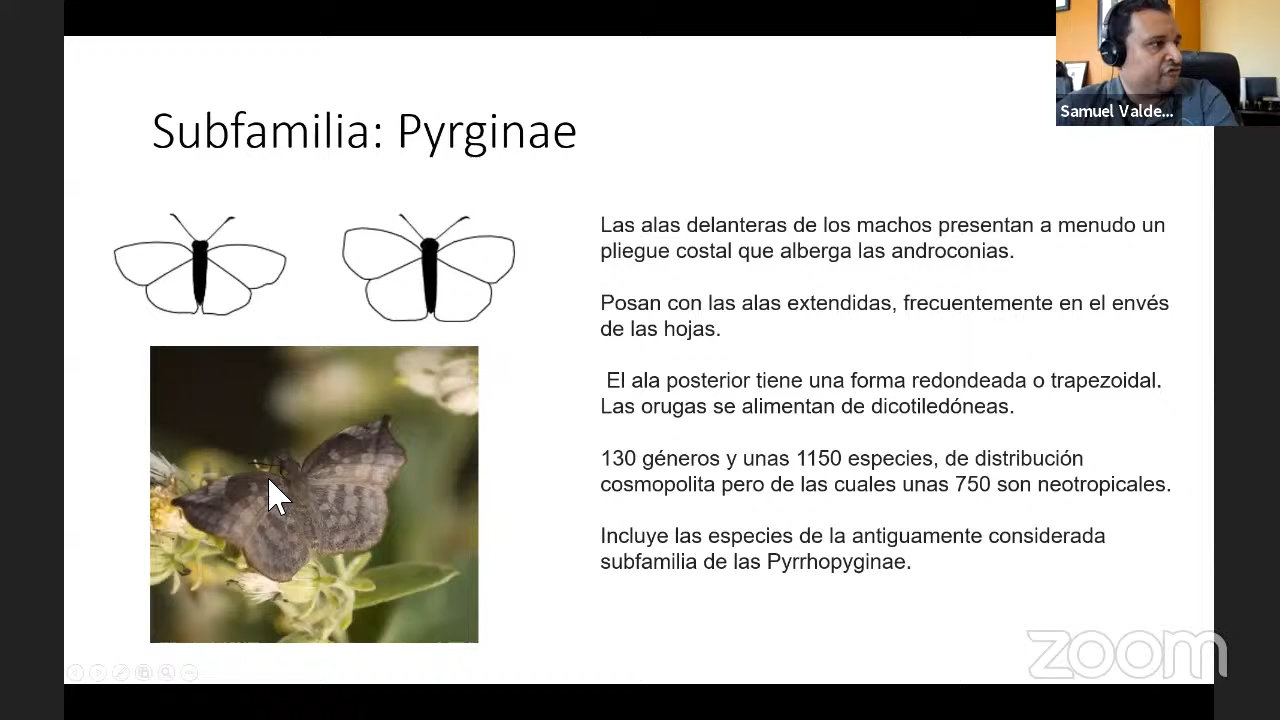 Samuel Valde...
Subfamilia: Pyrginae
Las alas delanteras de los machos presentan a menudo un
pliegue costal que alberga las androconias.
Posan con las alas extendidas, frecuentemente en el envés
de las hojas.
El ala posterior tiene una forma redondeada o trapezoidal.
Las orugas se alimentan de dicotiledóneas.
130 géneros y unas 1150 especies, de distribución
cosmopolita pero de las cuales unas 750 son neotropicales.
Incluye las especies de la antiguamente considerada
subfamilia de las Pyrrhopyginae.
zoom